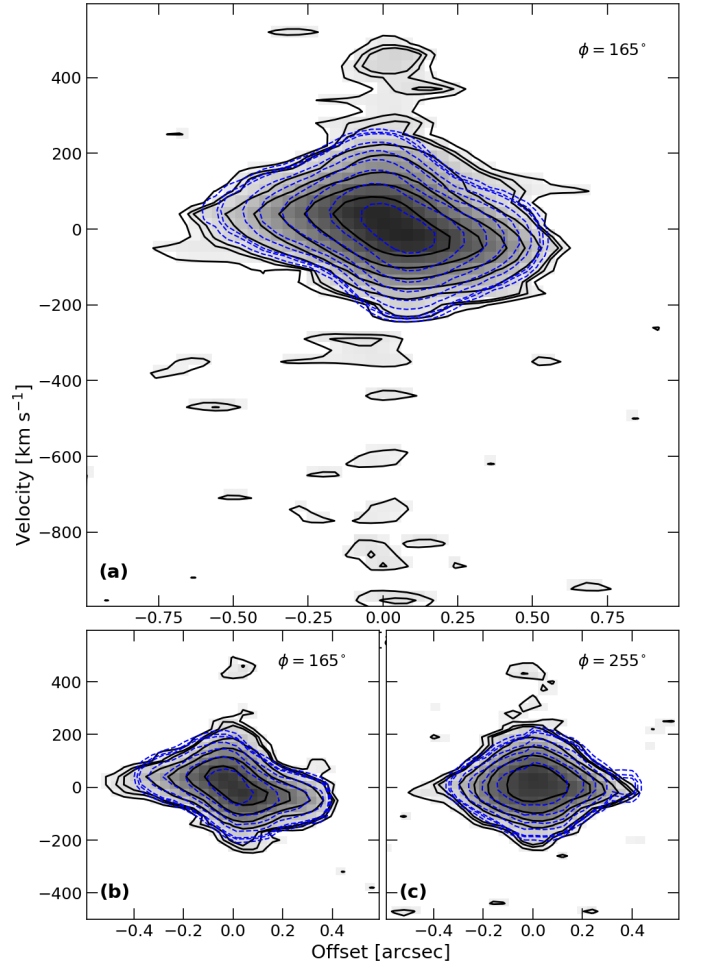 ϕ = 165°
400
200
0
−200
−400
−600
−800
Velocity [km s⁻¹]
(a)
−0.75 −0.50 −0.25 0.00 0.25 0.50 0.75
ϕ = 165° ϕ = 255°
400
200
0
−200
−400
(b) (c)
−0.4 −0.2 0.0 0.2 0.4 −0.4 −0.2 0.0 0.2 0.4
Offset [arcsec]